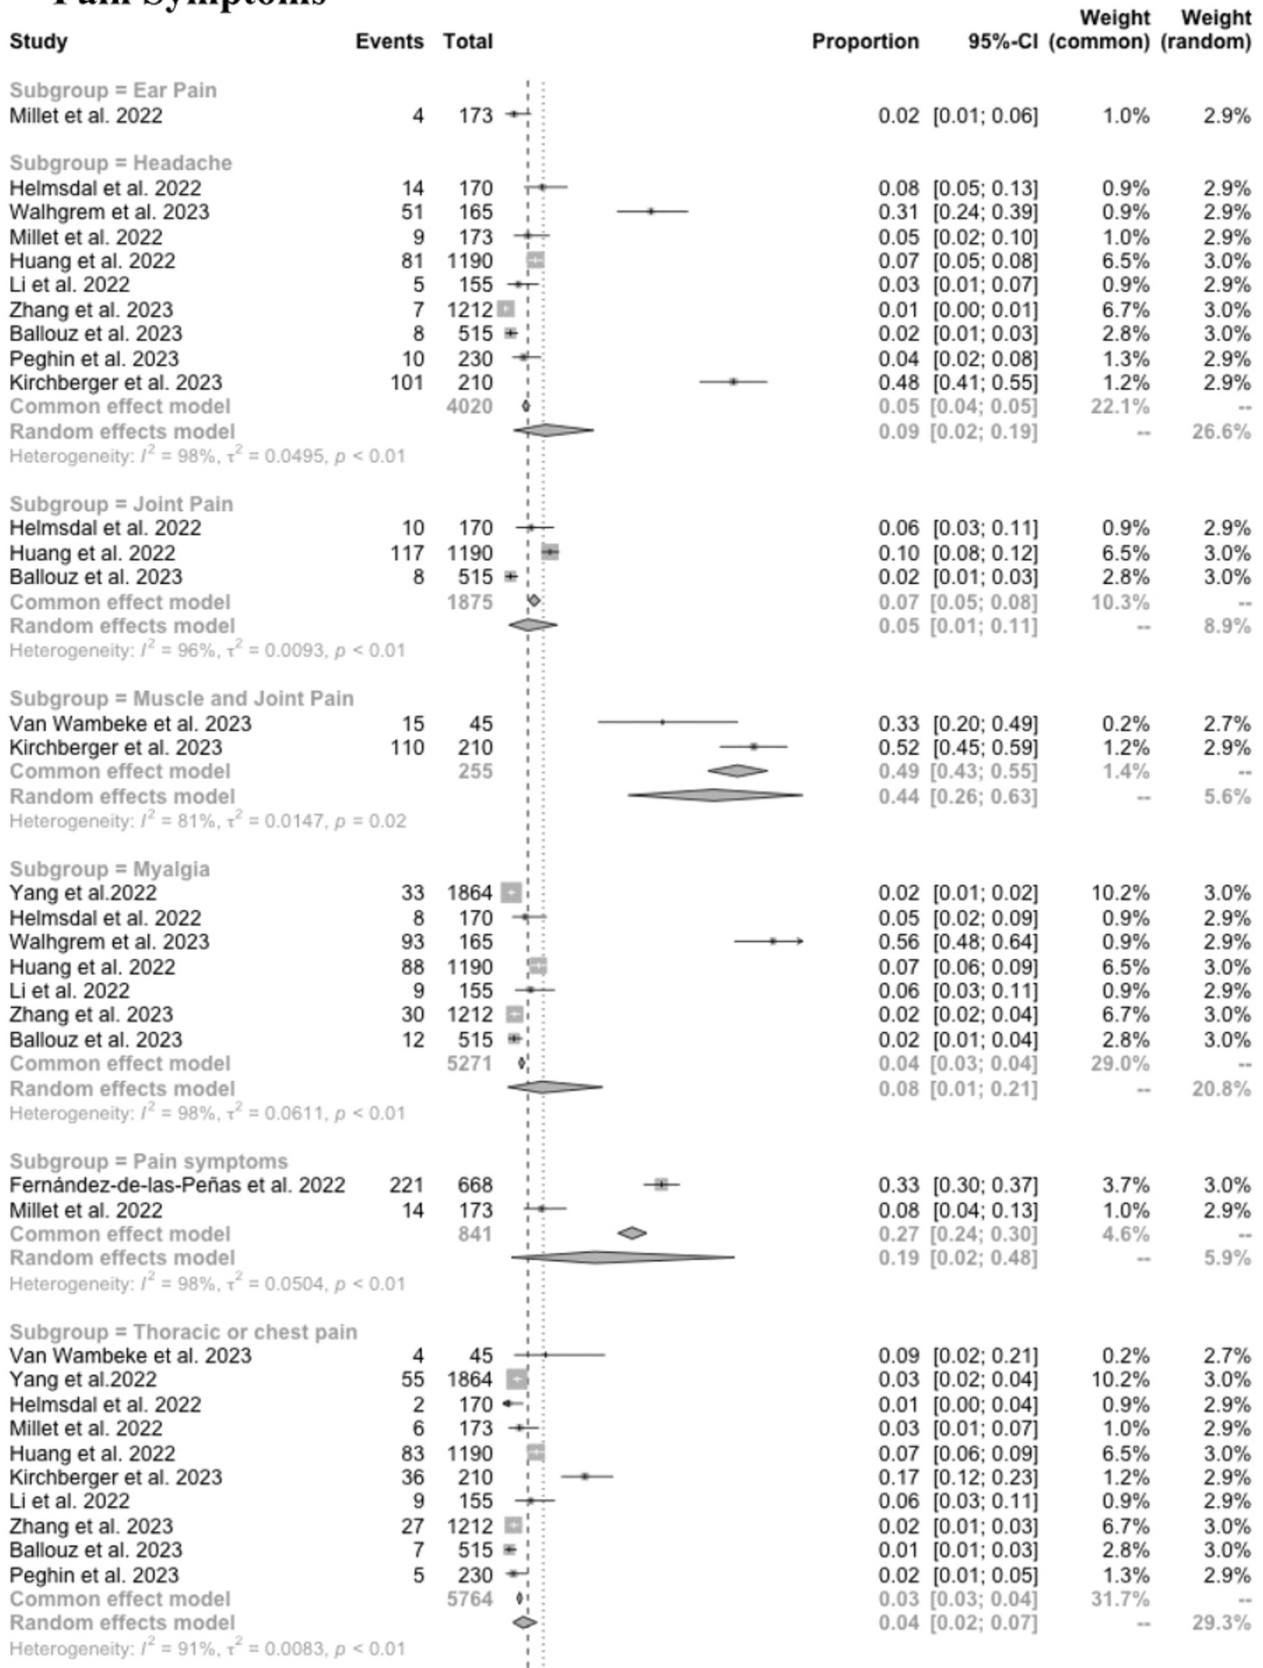 Pain Symptoms
Weight Weight
Study Events Total Proportion 95%-CI (common) (random)
Subgroup = Ear Pain
Millet et al. 2022 4 173 0.02 [0.01; 0.06] 1.0% 2.9%
Subgroup = Headache
Helmsdal et al. 2022 14 170 0.08 [0.05; 0.13] 0.9% 2.9%
Walhgrem et al. 2023 51 165 0.31 [0.24; 0.39] 0.9% 2.9%
Millet et al. 2022 9 173 0.05 [0.02; 0.10] 1.0% 2.9%
Huang et al. 2022 81 1190 0.07 [0.05; 0.08] 6.5% 3.0%
Li et al. 2022 5 155 0.03 [0.01; 0.07] 0.9% 2.9%
Zhang et al. 2023 7 1212 0.01 [0.00; 0.01] 6.7% 3.0%
Ballouz et al. 2023 8 515 0.02 [0.01; 0.03] 2.8% 3.0%
Peghin et al. 2023 10 230 0.04 [0.02; 0.08] 1.3% 2.9%
Kirchberger et al. 2023 101 210 0.48 [0.41; 0.55] 1.2% 2.9%
Common effect model 4020 0.05 [0.04; 0.05] 22.1% --
Random effects model 0.09 [0.02; 0.19] -- 26.6%
Heterogeneity: I² = 98%, τ² = 0.0495, p < 0.01
Subgroup = Joint Pain
Helmsdal et al. 2022 10 170 0.06 [0.03; 0.11] 0.9% 2.9%
Huang et al. 2022 117 1190 0.10 [0.08; 0.12] 6.5% 3.0%
Ballouz et al. 2023 8 515 0.02 [0.01; 0.03] 2.8% 3.0%
Common effect model 1875 0.07 [0.05; 0.08] 10.3% --
Random effects model 0.05 [0.01; 0.11] -- 8.9%
Heterogeneity: I² = 96%, τ² = 0.0093, p < 0.01
Subgroup = Muscle and Joint Pain
Van Wambeke et al. 2023 15 45 0.33 [0.20; 0.49] 0.2% 2.7%
Kirchberger et al. 2023 110 210 0.52 [0.45; 0.59] 1.2% 2.9%
Common effect model 255 0.49 [0.43; 0.55] 1.4% --
Random effects model 0.44 [0.26; 0.63] -- 5.6%
Heterogeneity: I² = 81%, τ² = 0.0147, p = 0.02
Subgroup = Myalgia
Yang et al.2022 33 1864 0.02 [0.01; 0.02] 10.2% 3.0%
Helmsdal et al. 2022 8 170 0.05 [0.02; 0.09] 0.9% 2.9%
Walhgrem et al. 2023 93 165 0.56 [0.48; 0.64] 0.9% 2.9%
Huang et al. 2022 88 1190 0.07 [0.06; 0.09] 6.5% 3.0%
Li et al. 2022 9 155 0.06 [0.03; 0.11] 0.9% 2.9%
Zhang et al. 2023 30 1212 0.02 [0.02; 0.04] 6.7% 3.0%
Ballouz et al. 2023 12 515 0.02 [0.01; 0.04] 2.8% 3.0%
Common effect model 5271 0.04 [0.03; 0.04] 29.0% --
Random effects model 0.08 [0.01; 0.21] -- 20.8%
Heterogeneity: I² = 98%, τ² = 0.0611, p < 0.01
Subgroup = Pain symptoms
Fernández-de-las-Peñas et al. 2022 221 668 0.33 [0.30; 0.37] 3.7% 3.0%
Millet et al. 2022 14 173 0.08 [0.04; 0.13] 1.0% 2.9%
Common effect model 841 0.27 [0.24; 0.30] 4.6% --
Random effects model 0.19 [0.02; 0.48] -- 5.9%
Heterogeneity: I² = 98%, τ² = 0.0504, p < 0.01
Subgroup = Thoracic or chest pain
Van Wambeke et al. 2023 4 45 0.09 [0.02; 0.21] 0.2% 2.7%
Yang et al.2022 55 1864 0.03 [0.02; 0.04] 10.2% 3.0%
Helmsdal et al. 2022 2 170 0.01 [0.00; 0.04] 0.9% 2.9%
Millet et al. 2022 6 173 0.03 [0.01; 0.07] 1.0% 2.9%
Huang et al. 2022 83 1190 0.07 [0.06; 0.09] 6.5% 3.0%
Kirchberger et al. 2023 36 210 0.17 [0.12; 0.23] 1.2% 2.9%
Li et al. 2022 9 155 0.06 [0.03; 0.11] 0.9% 2.9%
Zhang et al. 2023 27 1212 0.02 [0.01; 0.03] 6.7% 3.0%
Ballouz et al. 2023 7 515 0.01 [0.01; 0.03] 2.8% 3.0%
Peghin et al. 2023 5 230 0.02 [0.01; 0.05] 1.3% 2.9%
Common effect model 5764 0.03 [0.03; 0.04] 31.7% --
Random effects model 0.04 [0.02; 0.07] -- 29.3%
Heterogeneity: I² = 91%, τ² = 0.0083, p < 0.01